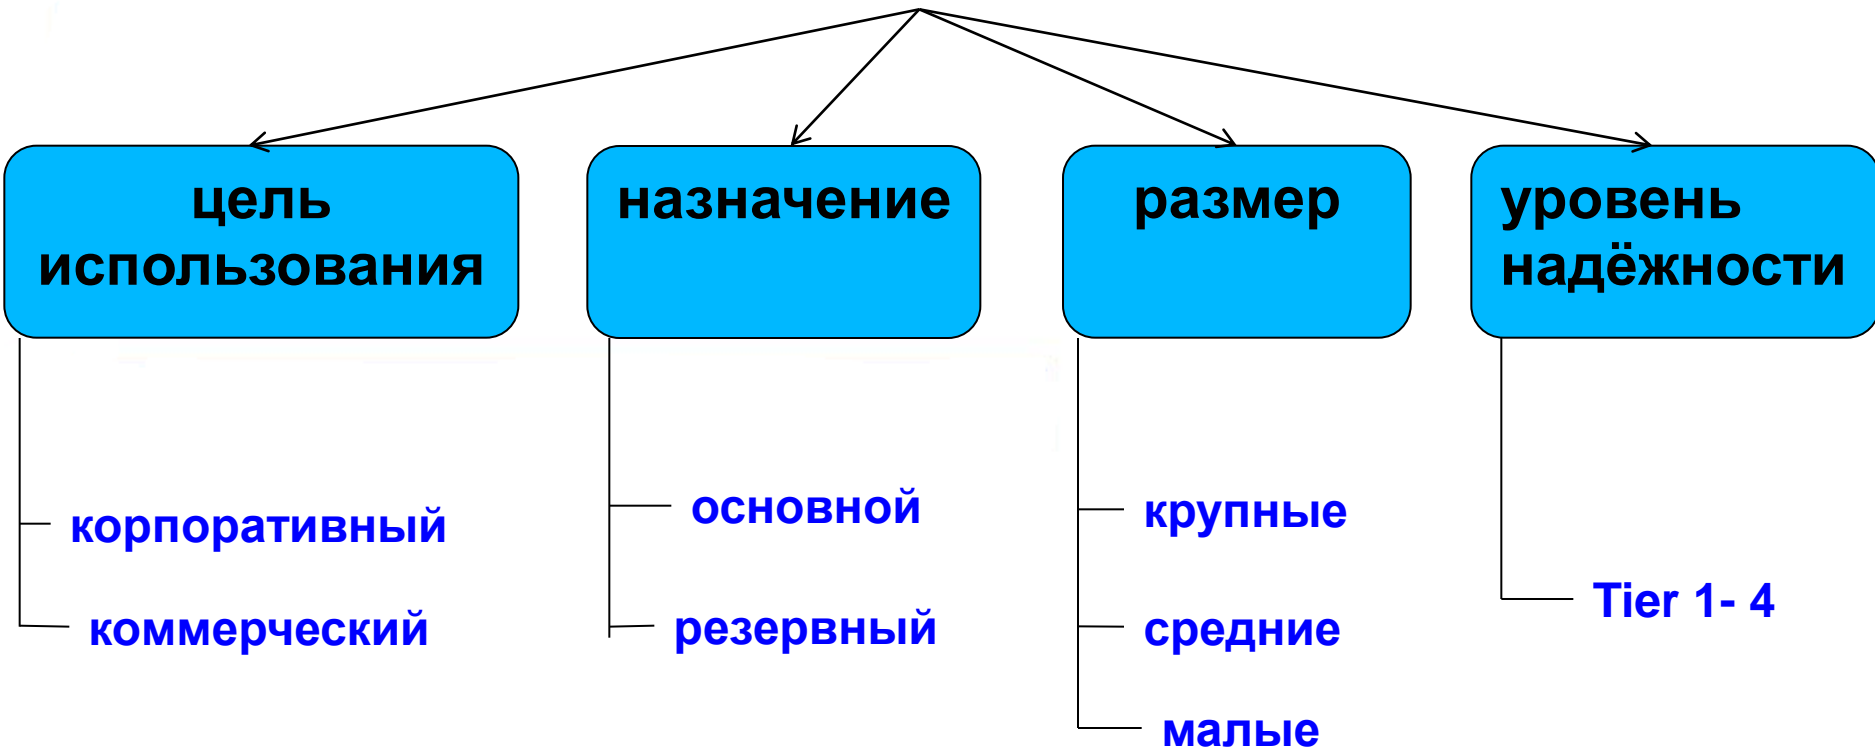 цель
использования
корпоративный
коммерческий
назначение
основной
резервный
размер
крупные
средние
малые
уровень
надёжности
Tier 1- 4